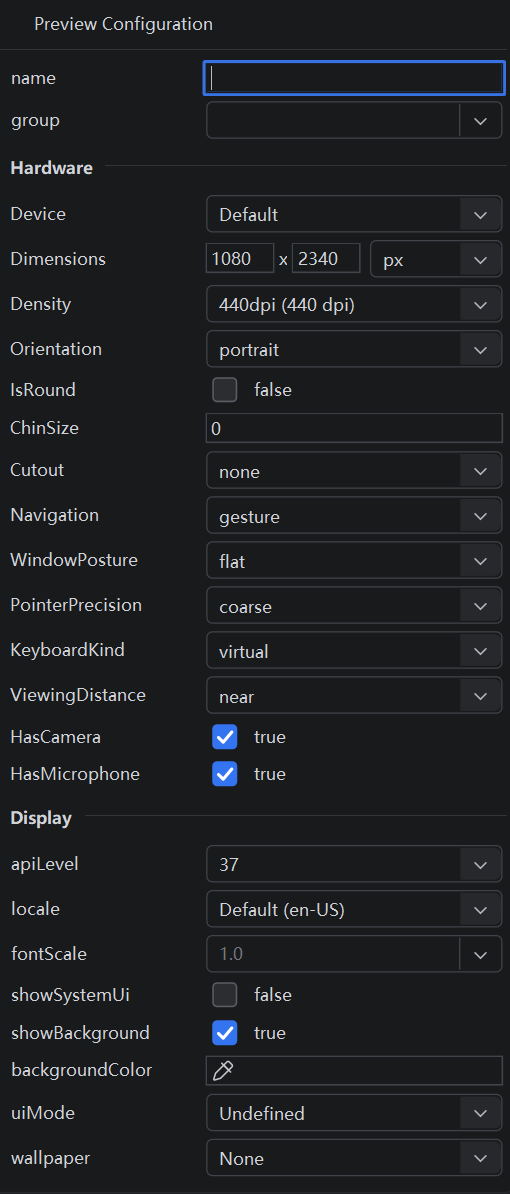 Preview Configuration
name
group
Hardware
Device Default
Dimensions 1080 x 2340 px
Density 440dpi (440 dpi)
Orientation portrait
IsRound false
ChinSize 0
Cutout none
Navigation gesture
WindowPosture flat
PointerPrecision coarse
KeyboardKind virtual
ViewingDistance near
HasCamera true
HasMicrophone true
Display
apiLevel 37
locale Default (en-US)
fontScale 1.0
showSystemUi false
showBackground true
backgroundColor
uiMode Undefined
wallpaper None